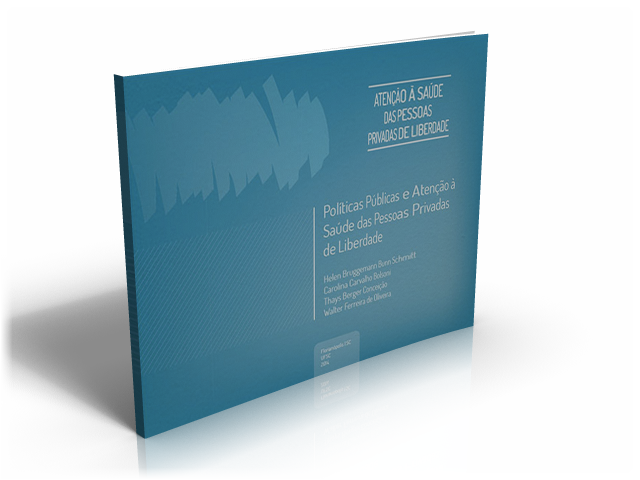 ATENÇÃO À SAÚDE
DAS PESSOAS
PRIVADAS DE LIBERDADE
Políticas Públicas e Atenção à
Saúde das Pessoas Privadas
de Liberdade
Helen Bruggemann Bunn Schmitt
Carolina Carvalho Bolsoni
Thays Berger Conceição
Walter Ferreira de Oliveira
Florianópolis | SC
UFSC
2014